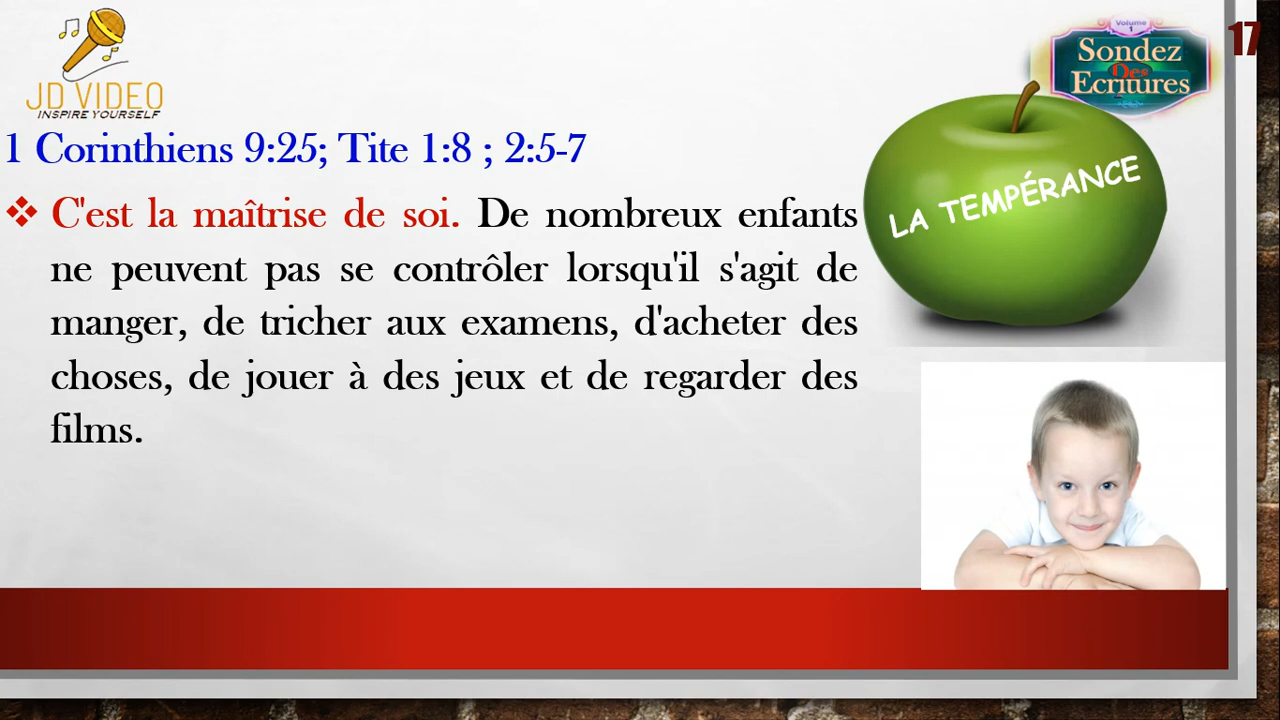 JD VIDEO
INSPIRE YOURSELF
Volume
1
Sondez
Des
Ecritures
17
1 Corinthiens 9:25; Tite 1:8 ; 2:5-7
❖ C'est la maîtrise de soi. De nombreux enfants
ne peuvent pas se contrôler lorsqu'il s'agit de
manger, de tricher aux examens, d'acheter des
choses, de jouer à des jeux et de regarder des
films.
LA TEMPÉRANCE